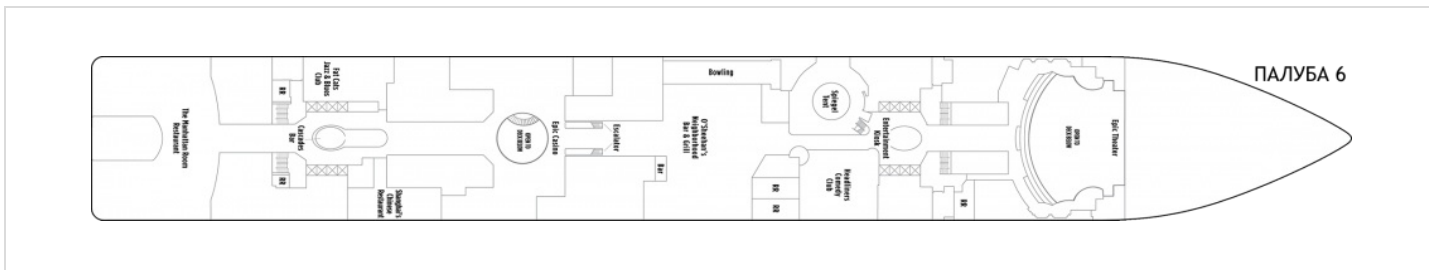 ПАЛУБА 6
The Manhattan Room
Restaurant
RR
Fat Cats
Jazz & Blues
Club
Cascades
Bar
RR
Shanghai's
Chinese
Restaurant
OPEN TO
DECK BELOW
Epic Casino
Escalator
Bar
O'Sheehan's
Neighborhood
Bar & Grill
Bowling
RR
RR
Spiegel
Tent
Headliners
Comedy
Club
Entertainment
Kiosk
RR
OPEN TO
DECK BELOW
Epic Theater